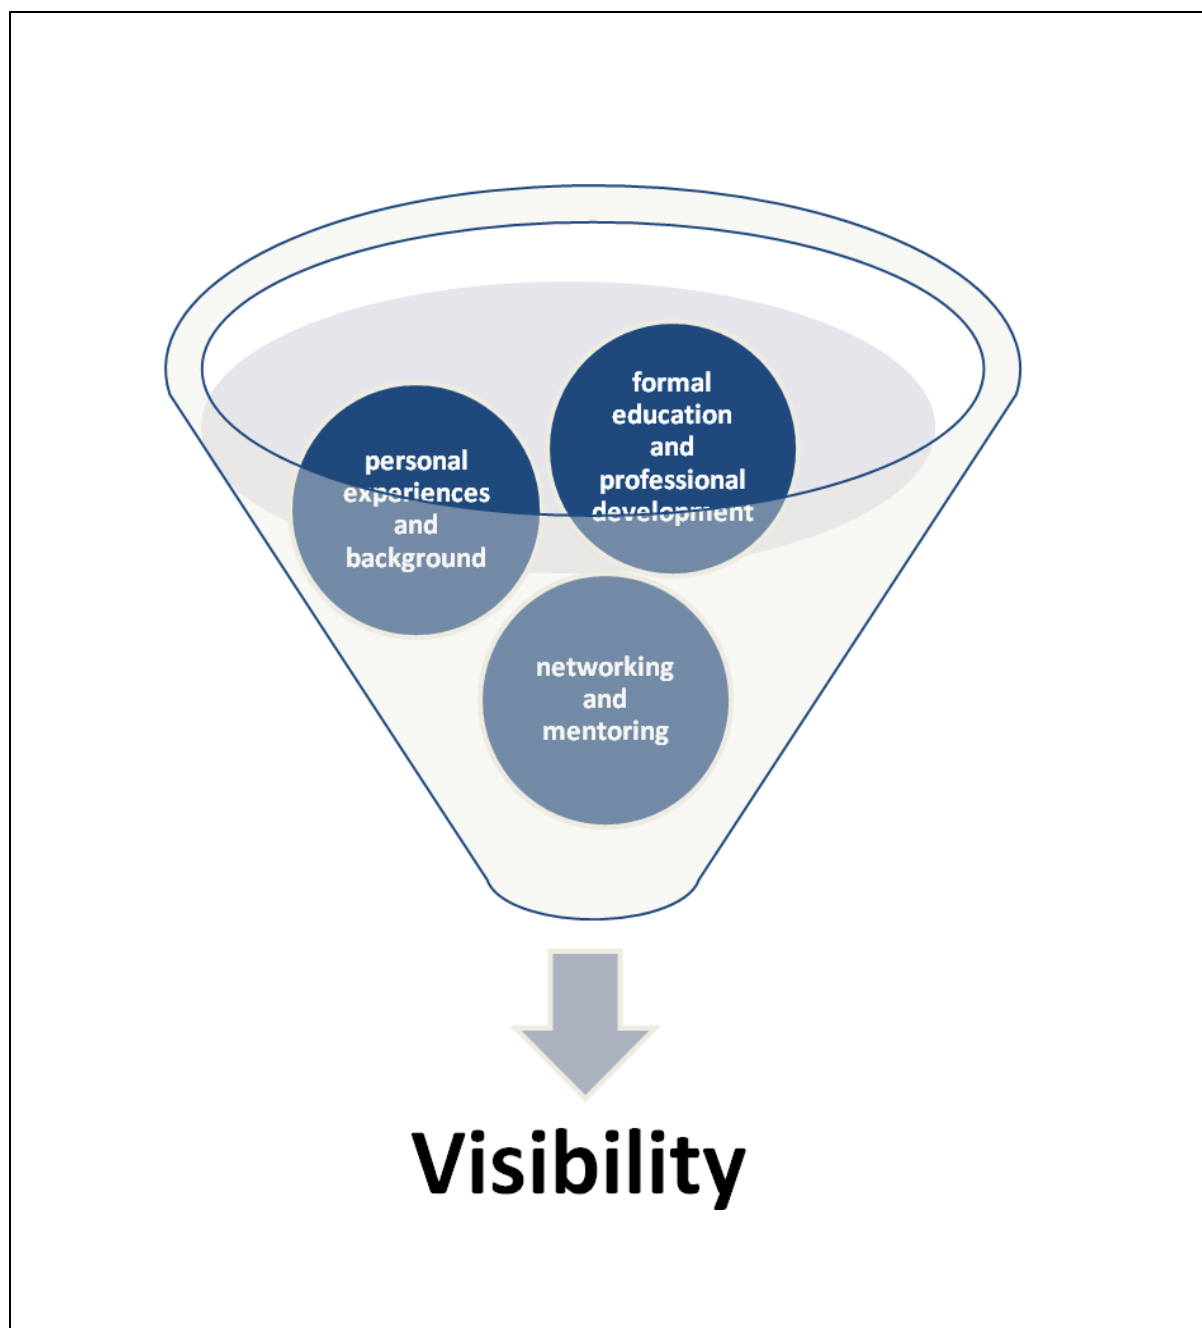 formal
education
and
professional
development
personal
experiences
and
background
networking
and
mentoring
Visibility